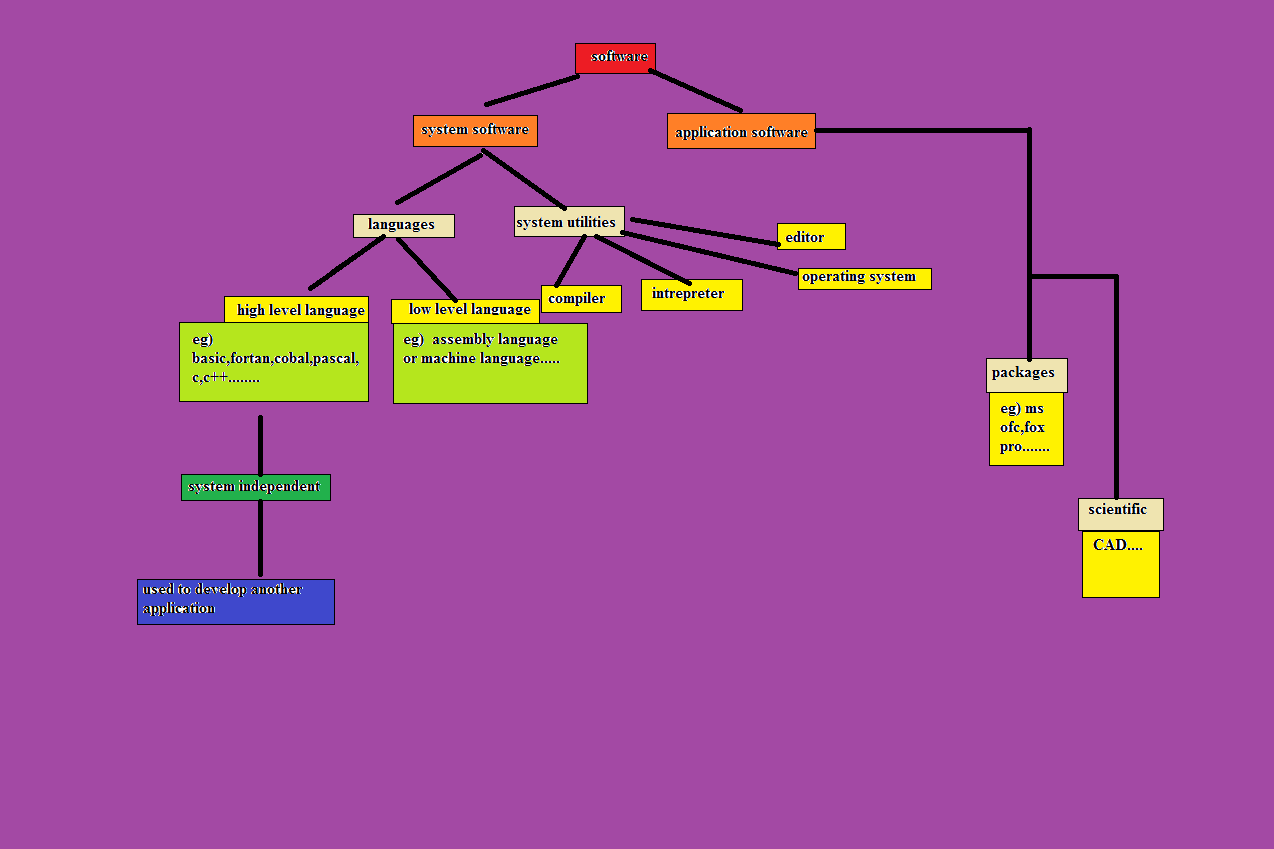 software
system software
application software
languages
system utilities
editor
operating system
compiler
intrepreter
high level language
low level language
eg)
basic,fortan,cobal,pascal,
c,c++........
eg)  assembly language
or machine language.....
packages
eg) ms
ofc,fox
pro.......
system independent
scientific
CAD....
used to develop another
application